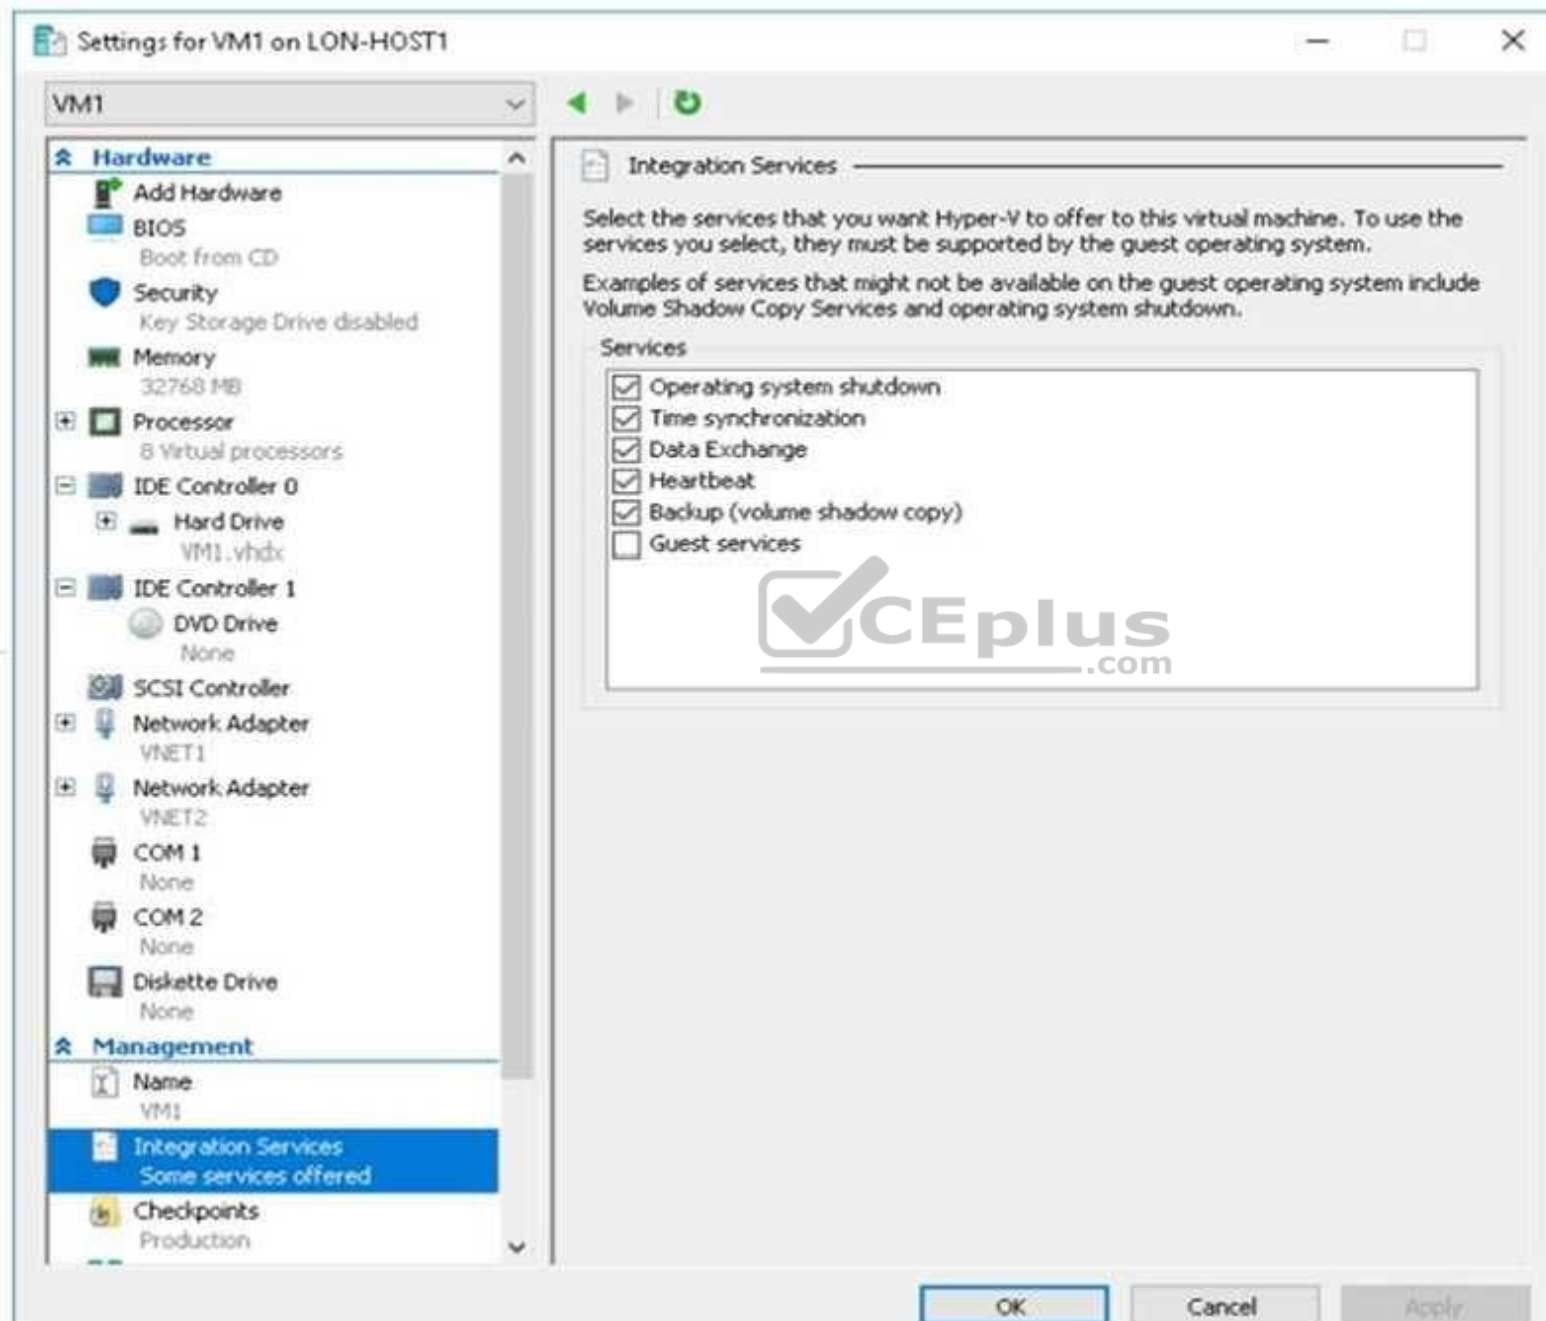 Settings for VM1 on LON-HOST1
VM1
Hardware
Add Hardware
BIOS
Boot from CD
Security
Key Storage Drive disabled
Memory
32768 MB
Processor
8 Virtual processors
IDE Controller 0
Hard Drive
VM1.vhdx
IDE Controller 1
DVD Drive
None
SCSI Controller
Network Adapter
VNET1
Network Adapter
VNET2
COM 1
None
COM 2
None
Diskette Drive
None
Management
Name
VM1
Integration Services
Some services offered
Checkpoints
Production
Integration Services
Select the services that you want Hyper-V to offer to this virtual machine. To use the
services you select, they must be supported by the guest operating system.
Examples of services that might not be available on the guest operating system include
Volume Shadow Copy Services and operating system shutdown.
Services
Operating system shutdown
Time synchronization
Data Exchange
Heartbeat
Backup (volume shadow copy)
Guest services
CEplus
.com
OK
Cancel
Apply